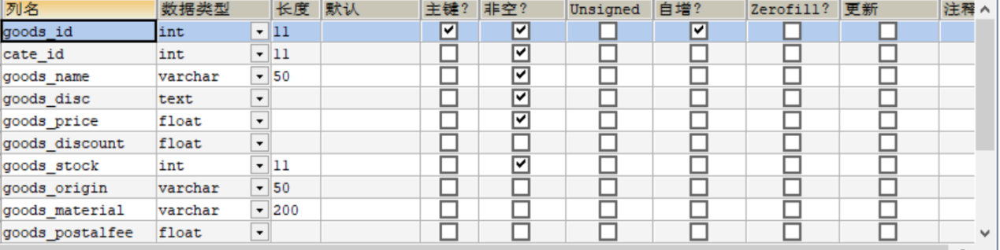 列名 数据类型 长度 默认 主键? 非空? Unsigned 自增? Zerofill? 更新 注释
goods_id int 11
cate_id int 11
goods_name varchar 50
goods_disc text
goods_price float
goods_discount float
goods_stock int 11
goods_origin varchar 50
goods_material varchar 200
goods_postalfee float